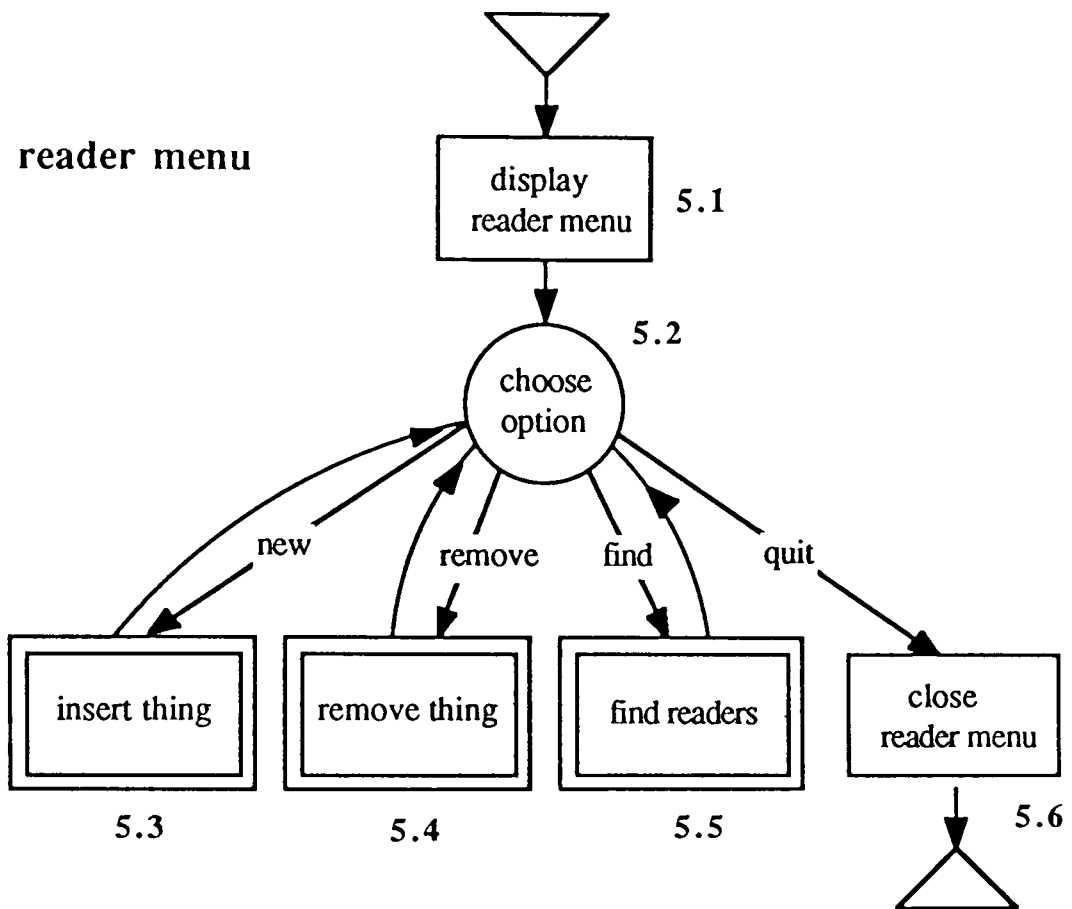 reader menu
display
reader menu
5.1
5.2
choose
option
new
remove
find
quit
insert thing
remove thing
find readers
close
reader menu
5.3
5.4
5.5
5.6